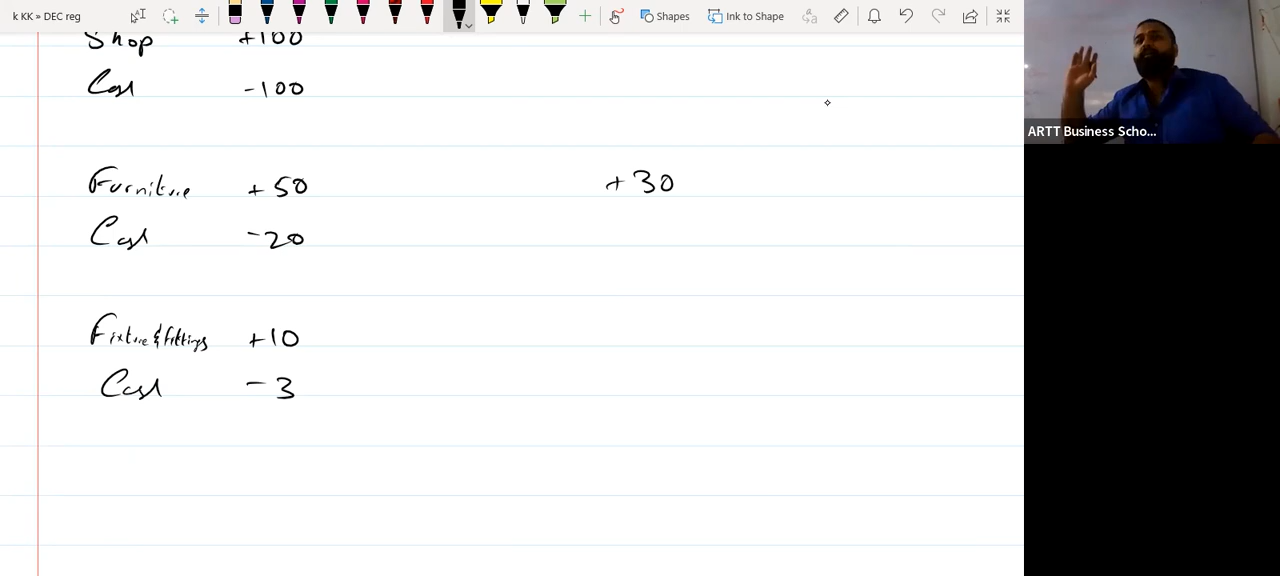 k KK » DEC reg
Shapes
Ink to Shape
Shop +100
Cash -100
ARTT Business Scho...
Furniture +50 +30
Cash -20
Fixture & fittings +10
Cash -3